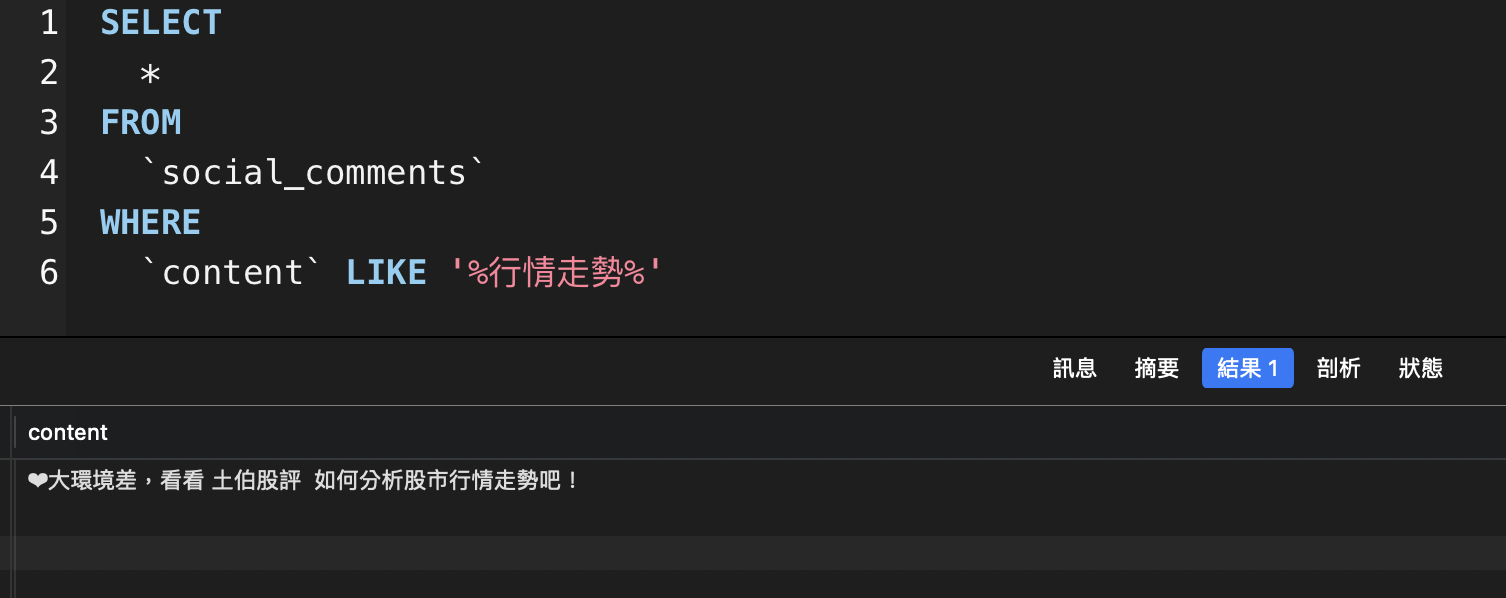 1 SELECT
2   *
3 FROM
4   `social_comments`
5 WHERE
6   `content` LIKE '%行情走勢%'
訊息 摘要 結果 1 剖析 狀態
content
❤大環境差，看看 土伯股評  如何分析股市行情走勢吧！